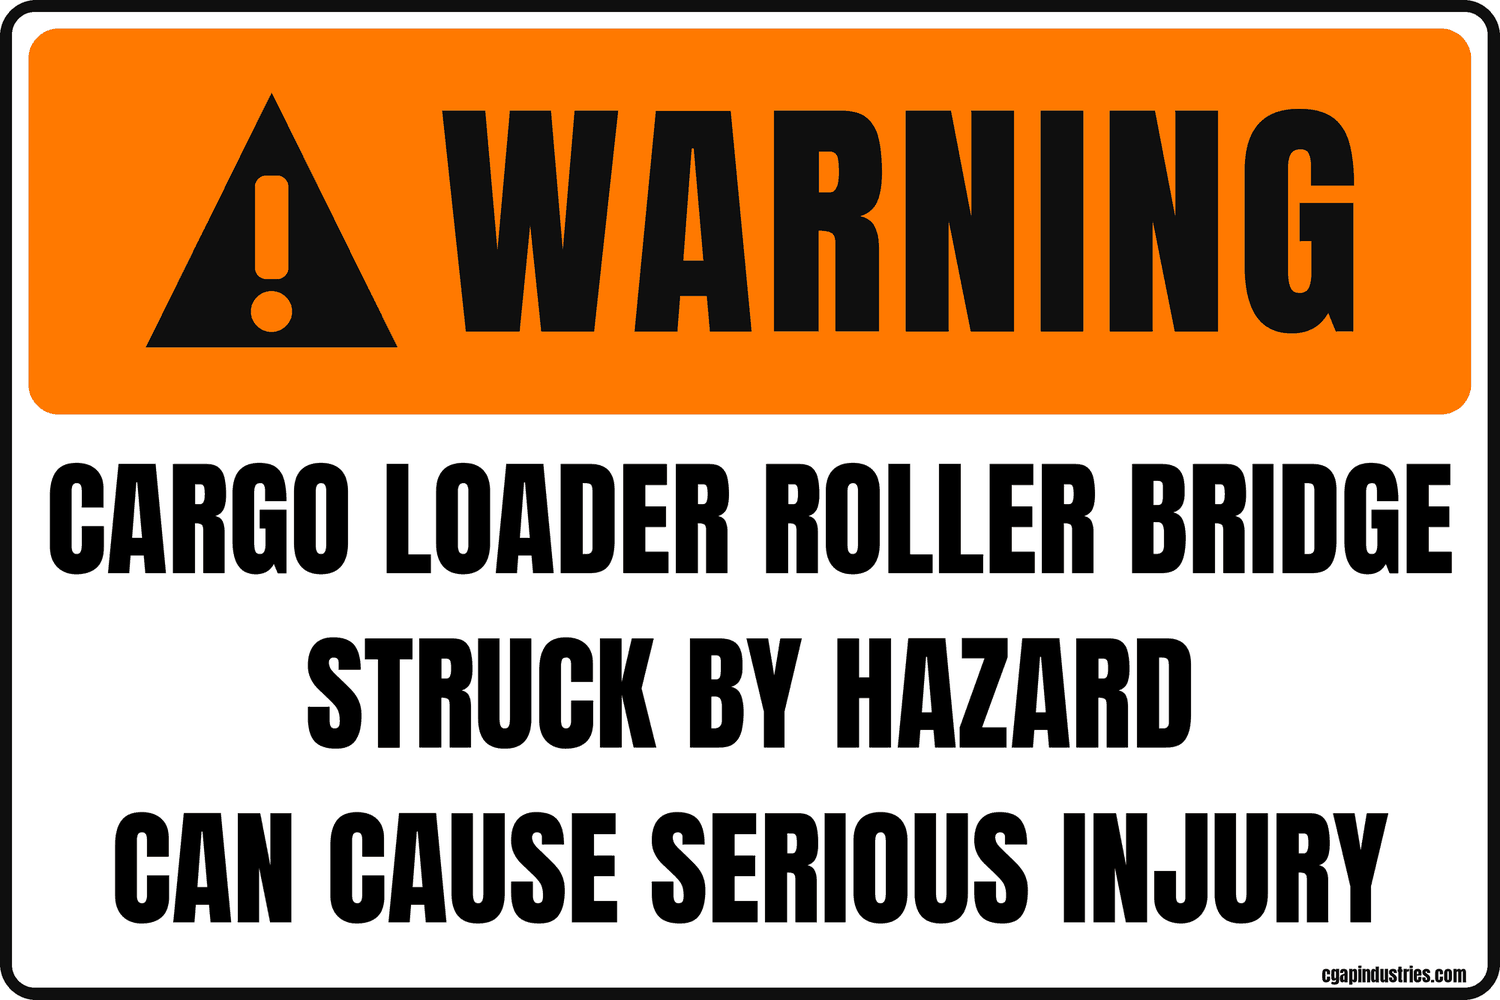 WARNING
CARGO LOADER ROLLER BRIDGE
STRUCK BY HAZARD
CAN CAUSE SERIOUS INJURY
cgapindustries.com